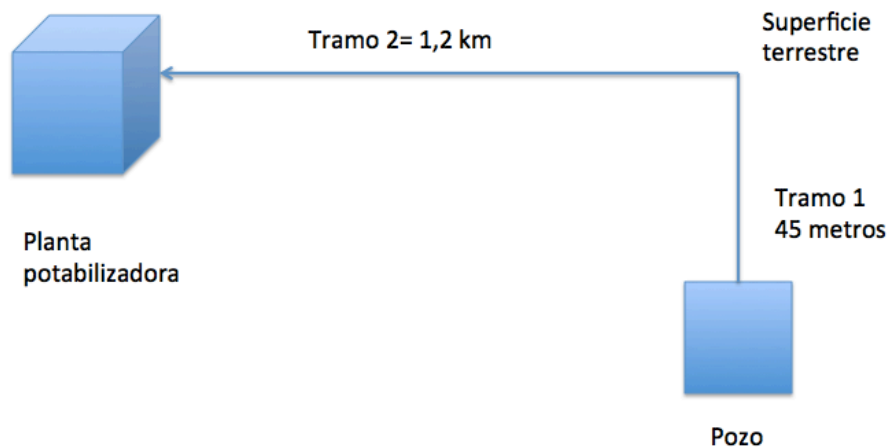 Tramo 2= 1,2 km
Superficie
terrestre
Tramo 1
45 metros
Planta
potabilizadora
Pozo